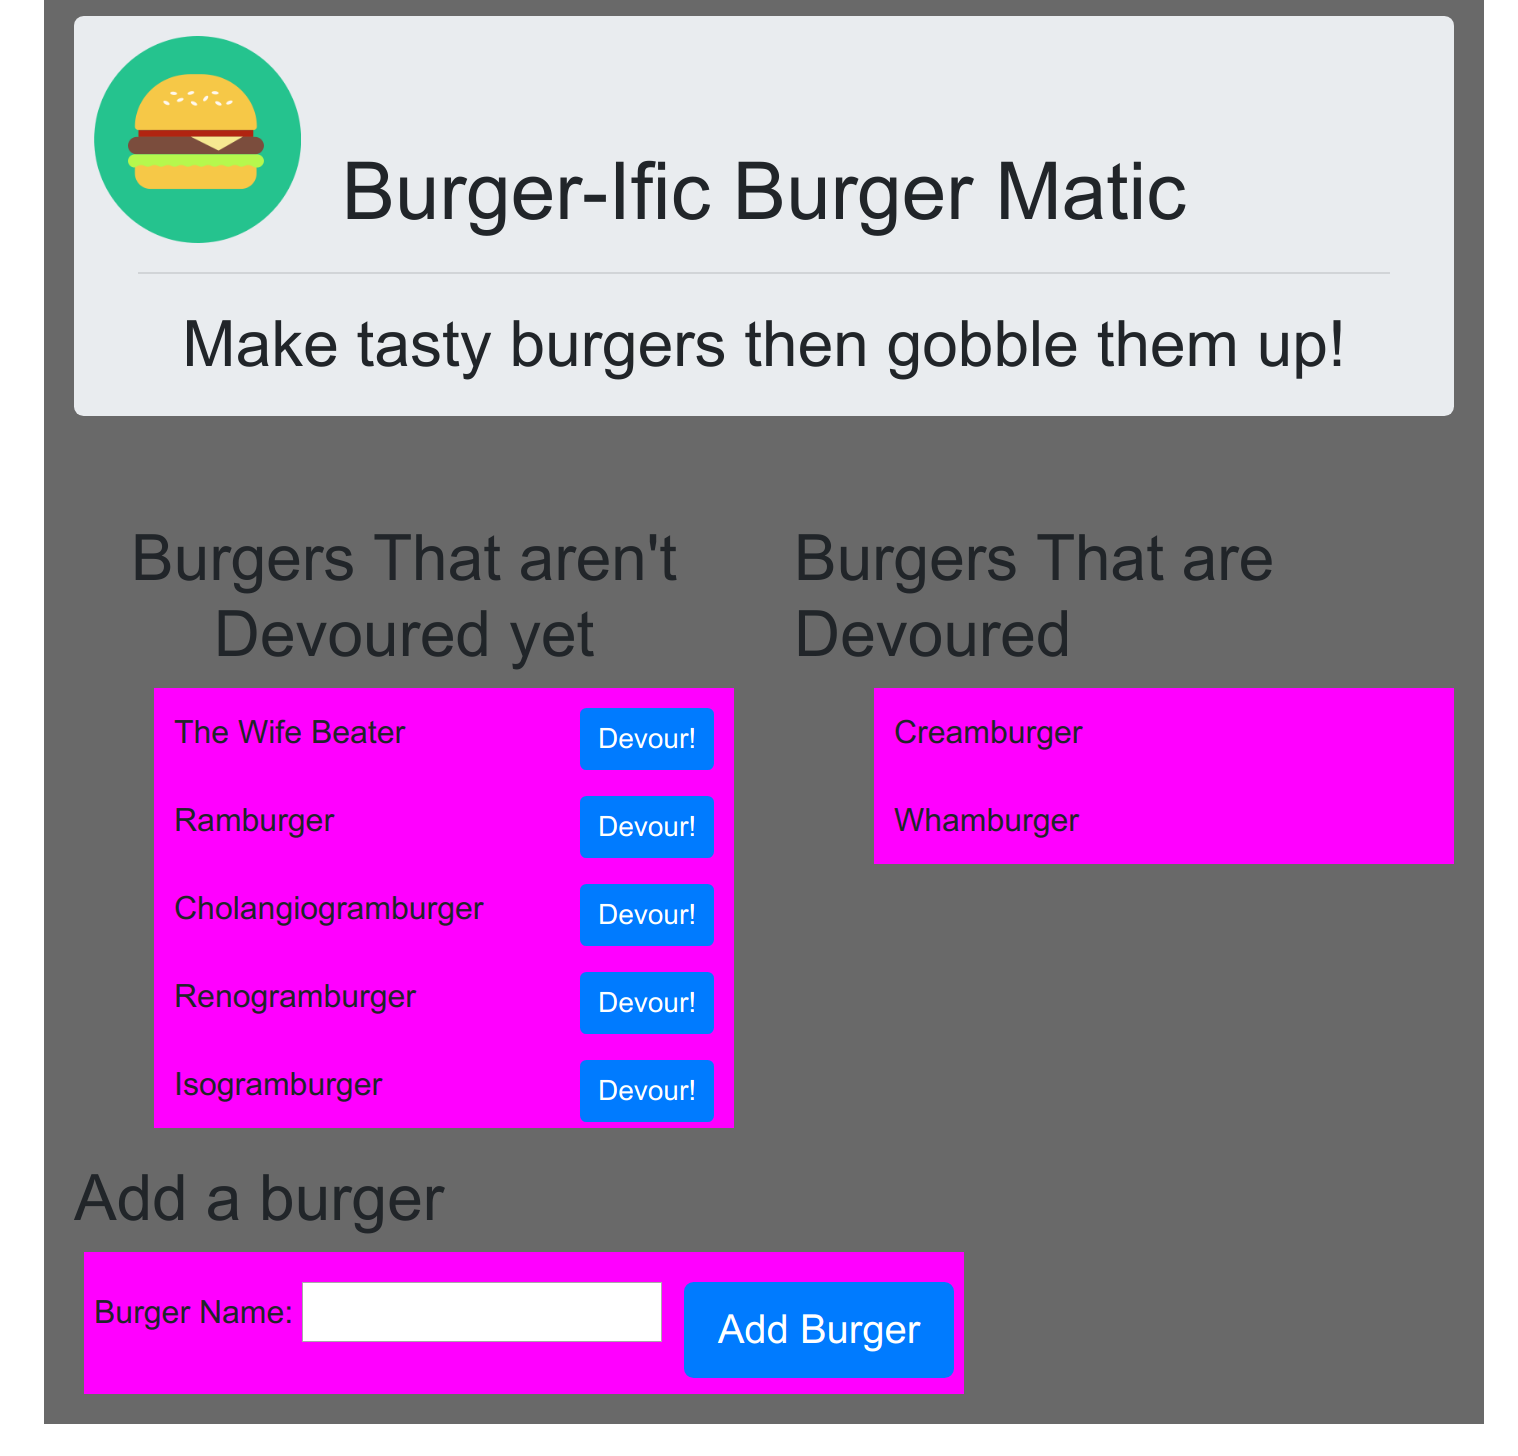 Burger-Ific Burger Matic
Make tasty burgers then gobble them up!
Burgers That aren't
Devoured yet
The Wife Beater
Devour!
Ramburger
Devour!
Cholangiogramburger
Devour!
Renogramburger
Devour!
Isogramburger
Devour!
Burgers That are
Devoured
Creamburger
Whamburger
Add a burger
Burger Name:
Add Burger